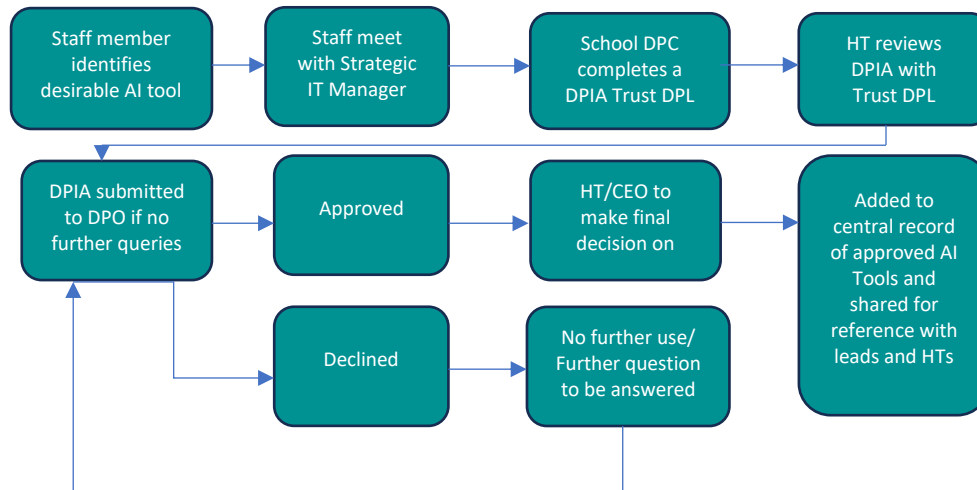 Staff member
identifies
desirable AI tool
Staff meet
with Strategic
IT Manager
School DPC
completes a
DPIA Trust DPL
HT reviews
DPIA with
Trust DPL
DPIA submitted
to DPO if no
further queries
Approved
HT/CEO to
make final
decision on
Added to
central record
of approved AI
Tools and
shared for
reference with
leads and HTs
Declined
No further use/
Further question
to be answered